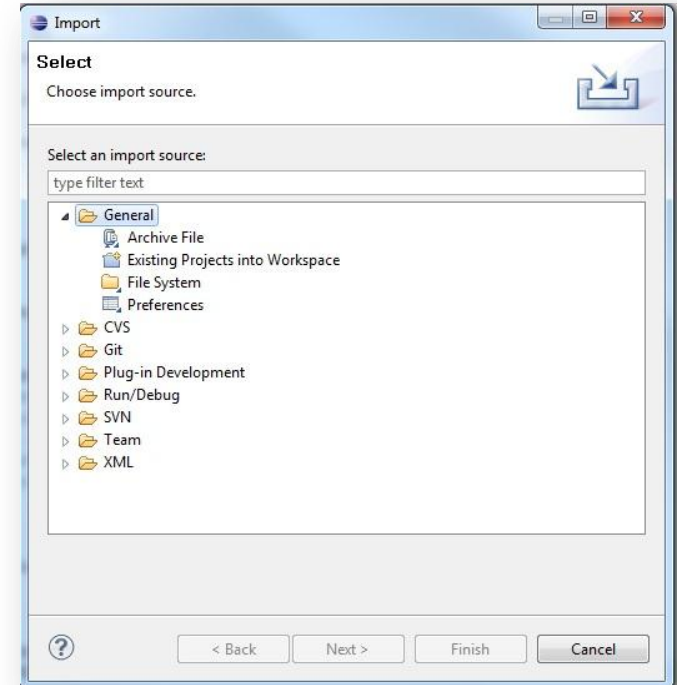 Import
Select
Choose import source.
Select an import source:
type filter text
General
Archive File
Existing Projects into Workspace
File System
Preferences
CVS
Git
Plug-in Development
Run/Debug
SVN
Team
XML
? < Back Next > Finish Cancel